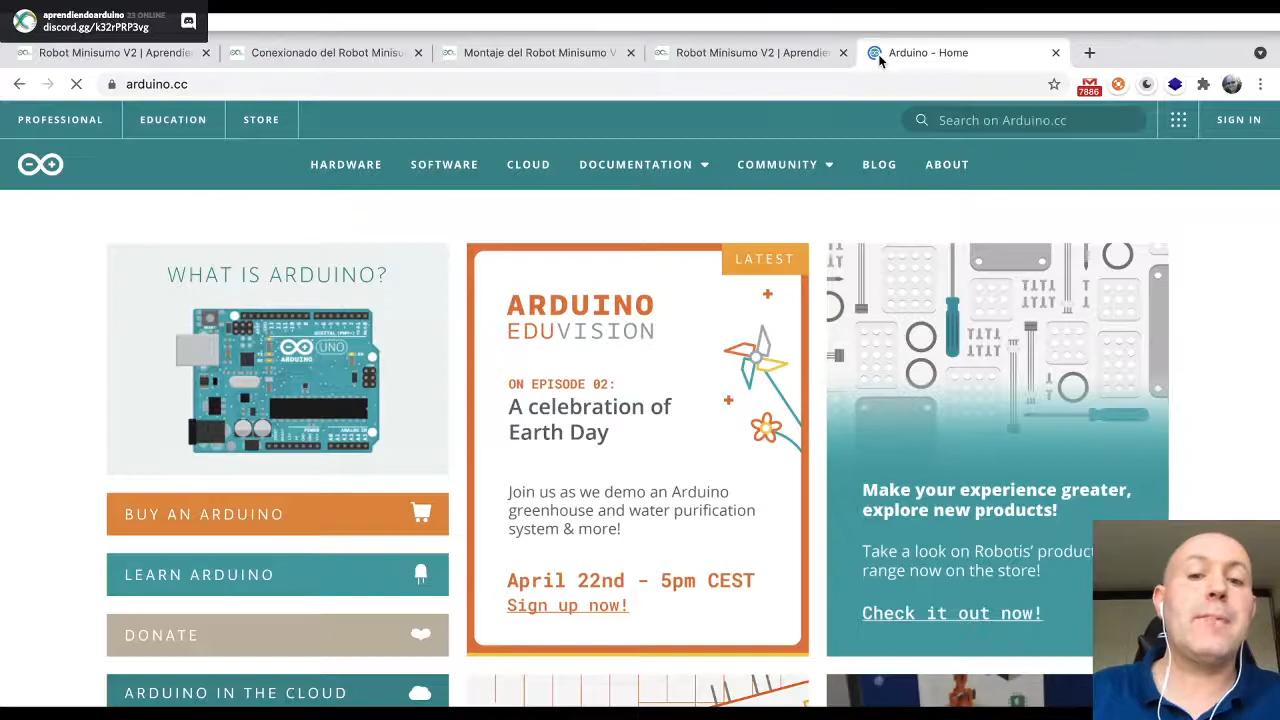 aprendiendoarduino 23 ONLINE
discord.gg/k32rPRP3vg
Robot Minisumo V2 | Aprendie
Conexionado del Robot Minisu
Montaje del Robot Minisumo V
Robot Minisumo V2 | Aprendie
Arduino - Home
arduino.cc
7886
PROFESSIONAL
EDUCATION
STORE
Search on Arduino.cc
SIGN IN
HARDWARE
SOFTWARE
CLOUD
DOCUMENTATION
COMMUNITY
BLOG
ABOUT
WHAT IS ARDUINO?
UNO
ARDUINO
BUY AN ARDUINO
LEARN ARDUINO
DONATE
ARDUINO IN THE CLOUD
LATEST
ARDUINO
EDUVISION
ON EPISODE 02:
A celebration of
Earth Day
Join us as we demo an Arduino
greenhouse and water purification
system & more!
April 22nd - 5pm CEST
Sign up now!
Make your experience greater,
explore new products!
Take a look on Robotis' product
range now on the store!
Check it out now!